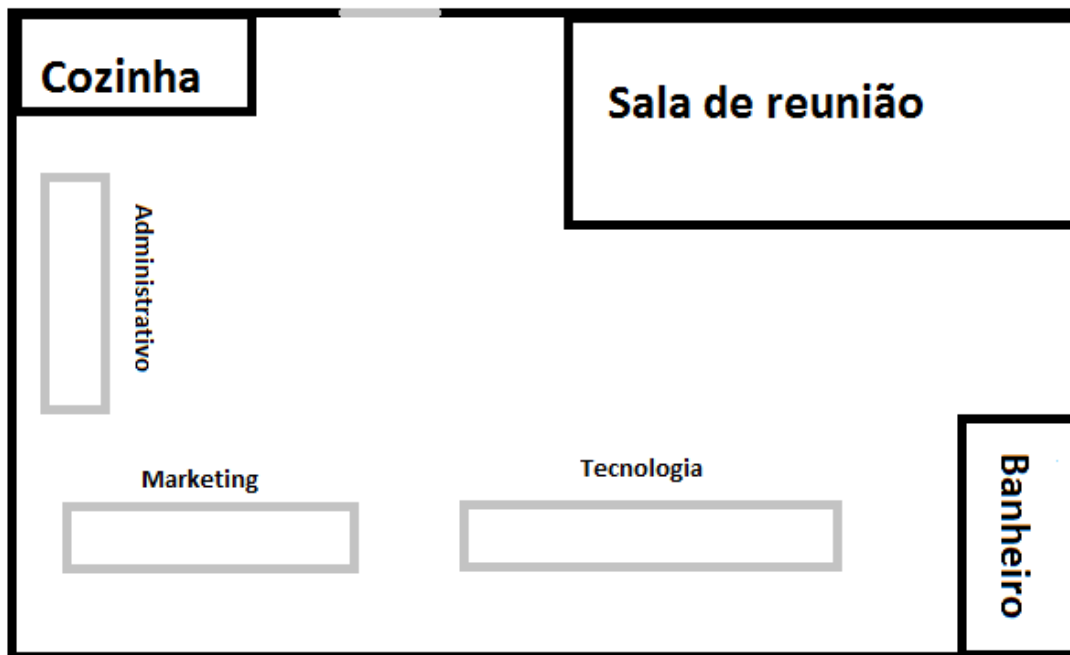 Cozinha
Sala de reunião
Administrativo
Marketing
Tecnologia
Banheiro